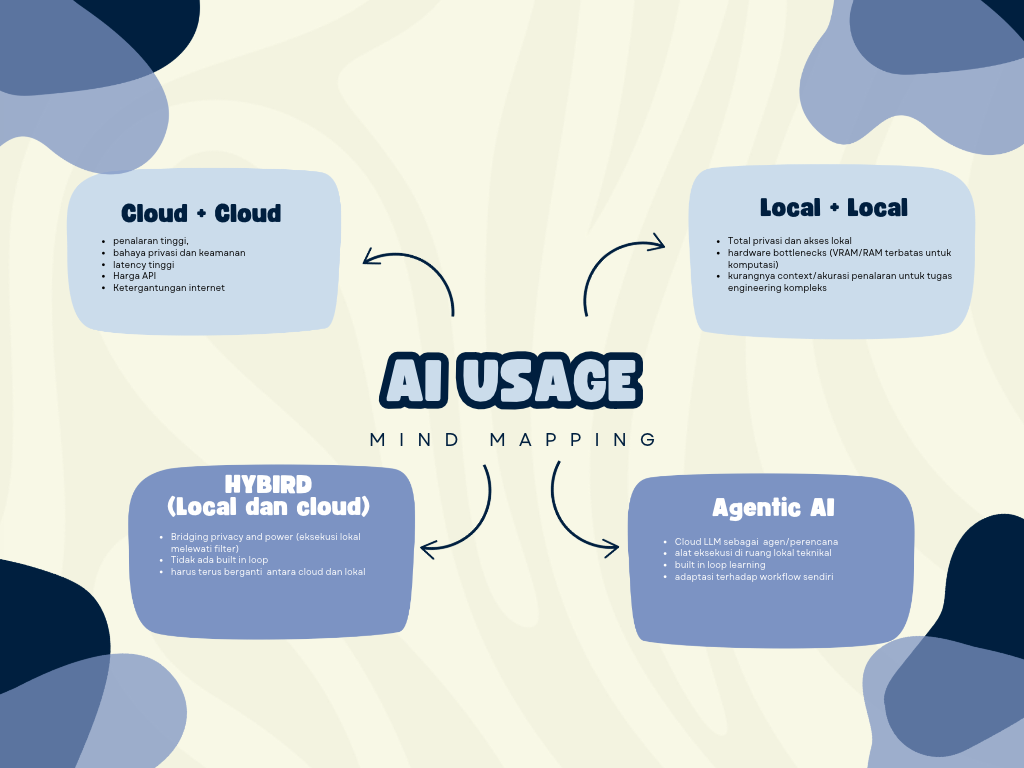 Cloud + Cloud
• penalaran tinggi,
• bahaya privasi dan keamanan
• latency tinggi
• Harga API
• Ketergantungan internet
Local + Local
• Total privasi dan akses lokal
• hardware bottlenecks (VRAM/RAM terbatas untuk
komputasi)
• kurangnya context/akurasi penalaran untuk tugas
engineering kompleks
AI USAGE
MIND MAPPING
HYBIRD
(Local dan cloud)
• Bridging privacy and power (eksekusi lokal
melewati filter)
• Tidak ada built in loop
• harus terus berganti antara cloud dan lokal
Agentic AI
• Cloud LLM sebagai agen/perencana
• alat eksekusi di ruang lokal teknikal
• built in loop learning
• adaptasi terhadap workflow sendiri